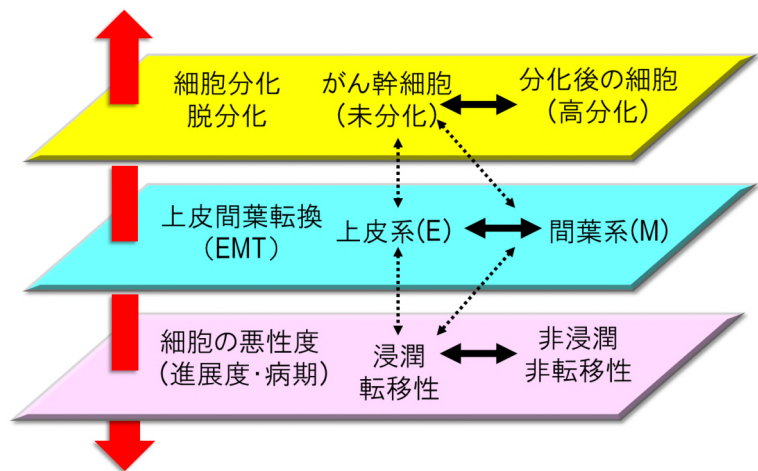 細胞分化
脱分化
がん幹細胞
(未分化)
分化後の細胞
(高分化)
上皮間葉転換
(EMT)
上皮系(E)
間葉系(M)
細胞の悪性度
(進展度・病期)
浸潤
転移性
非浸潤
非転移性